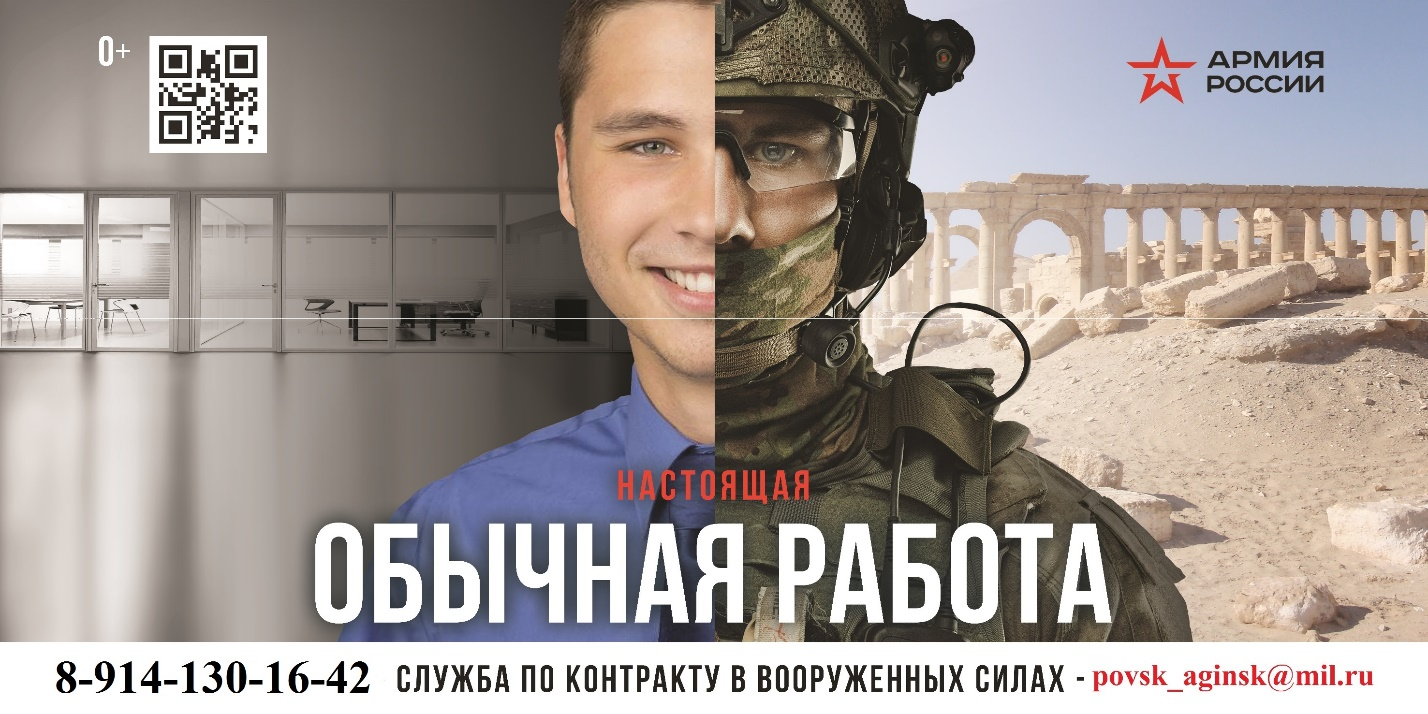 0+
АРМИЯ
РОССИИ
НАСТОЯЩАЯ
ОБЫЧНАЯ РАБОТА
8-914-130-16-42 СЛУЖБА ПО КОНТРАКТУ В ВООРУЖЕННЫХ СИЛАХ - povsk_aginsk@mil.ru